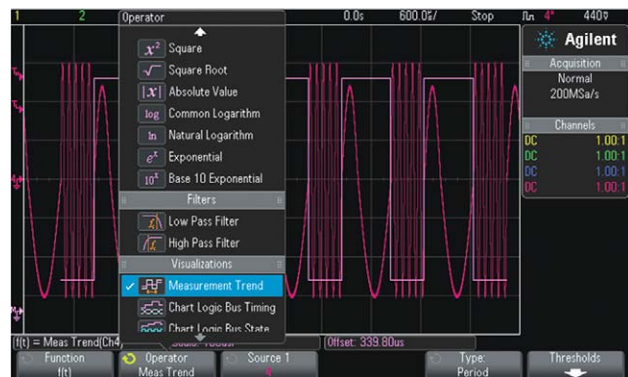 1 2 Operator 0.0s 600.0%/ Stop 4 440▽
x² Square
√ Square Root
|x| Absolute Value
log Common Logarithm
ln Natural Logarithm
eˣ Exponential
10ˣ Base 10 Exponential
Filters
Low Pass Filter
High Pass Filter
Visualizations
✓ Measurement Trend
Chart Logic Bus Timing
Chart Logic Bus State
Agilent
Acquisition
Normal
200MSa/s
Channels
DC 1.00:1
DC 1.00:1
DC 1.00:1
DC 1.00:1
f(t) = Meas Trend(Ch4) Offset: 339.80us
Function Operator Source 1 Type: Thresholds
f(t) Meas Trend 4 Period